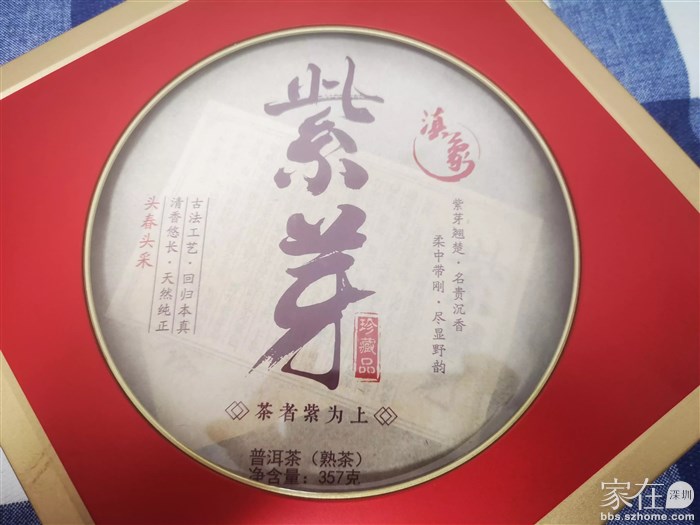 紫芽
滇象
紫芽翘楚·名贵沉香
柔中带刚·尽显野韵
古法工艺·回归本真
清香悠长·天然纯正
头春头采
珍藏品
茶者紫为上
普洱茶（熟茶）
净含量：357克
家在深圳
bbs.szhome.com